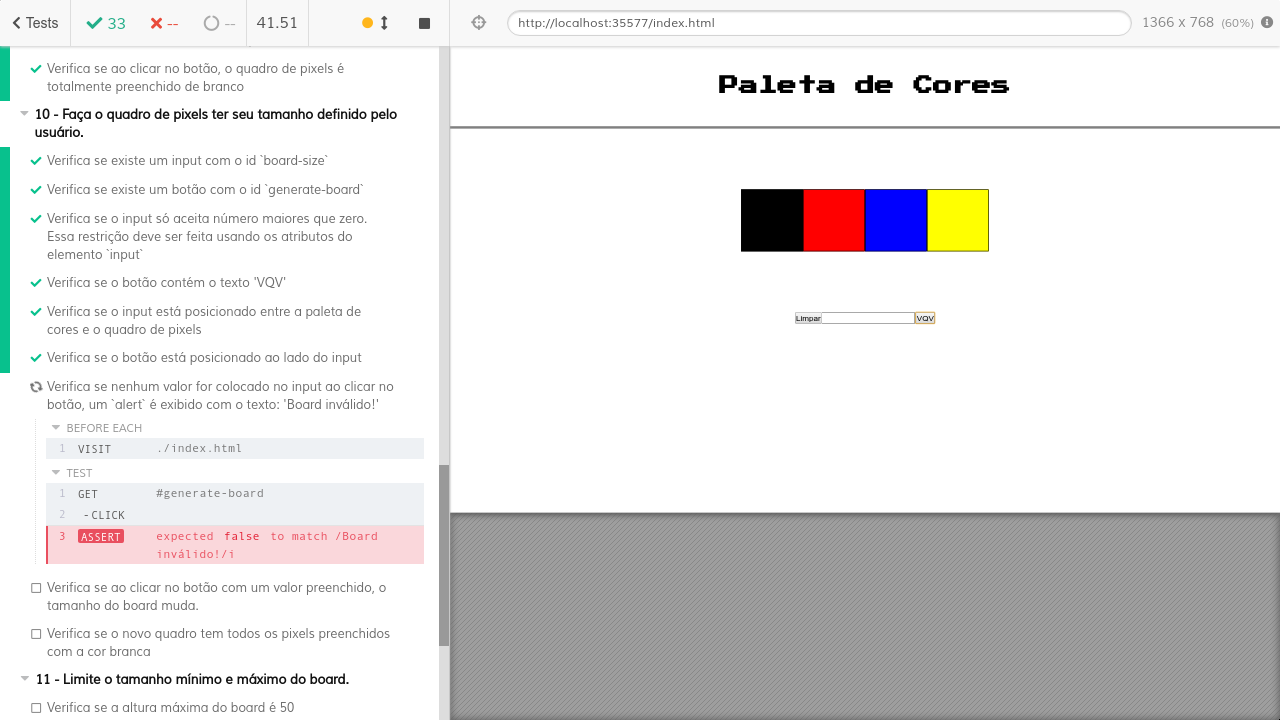 Tests
33
--
--
41.51
http://localhost:35577/index.html
1366 x 768 (60%)
Verifica se ao clicar no botão, o quadro de pixels é
totalmente preenchido de branco
10 - Faça o quadro de pixels ter seu tamanho definido pelo
usuário.
Verifica se existe um input com o id `board-size`
Verifica se existe um botão com o id `generate-board`
Verifica se o input só aceita número maiores que zero.
Essa restrição deve ser feita usando os atributos do
elemento `input`
Verifica se o botão contém o texto 'VQV'
Verifica se o input está posicionado entre a paleta de
cores e o quadro de pixels
Verifica se o botão está posicionado ao lado do input
Verifica se nenhum valor for colocado no input ao clicar no
botão, um `alert` é exibido com o texto: 'Board inválido!'
BEFORE EACH
1 VISIT ./index.html
TEST
1 GET #generate-board
2 -CLICK
3 ASSERT expected false to match /Board
inválido!/i
Verifica se ao clicar no botão com um valor preenchido, o
tamanho do board muda.
Verifica se o novo quadro tem todos os pixels preenchidos
com a cor branca
11 - Limite o tamanho mínimo e máximo do board.
Verifica se a altura máxima do board é 50
Paleta de Cores
Limpar
VQV